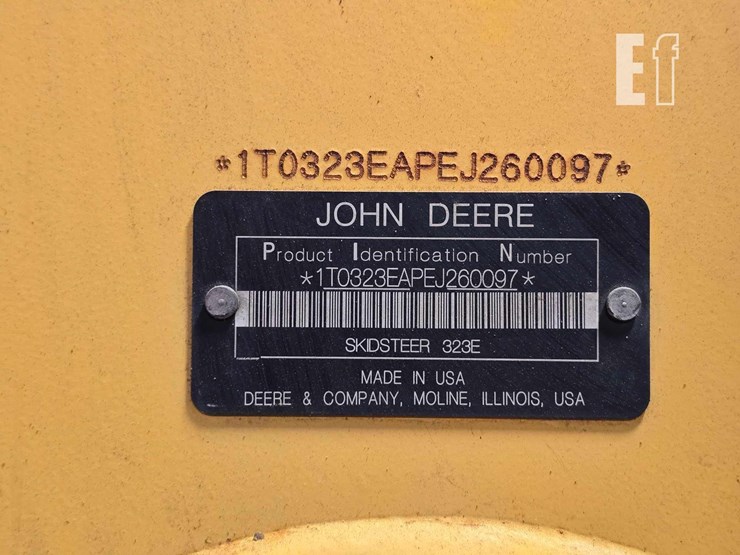 Ef
*1T0323EAPEJ260097*
JOHN DEERE
Product Identification Number
*1T0323EAPEJ260097*
SKIDSTEER 323E
MADE IN USA
DEERE & COMPANY, MOLINE, ILLINOIS, USA